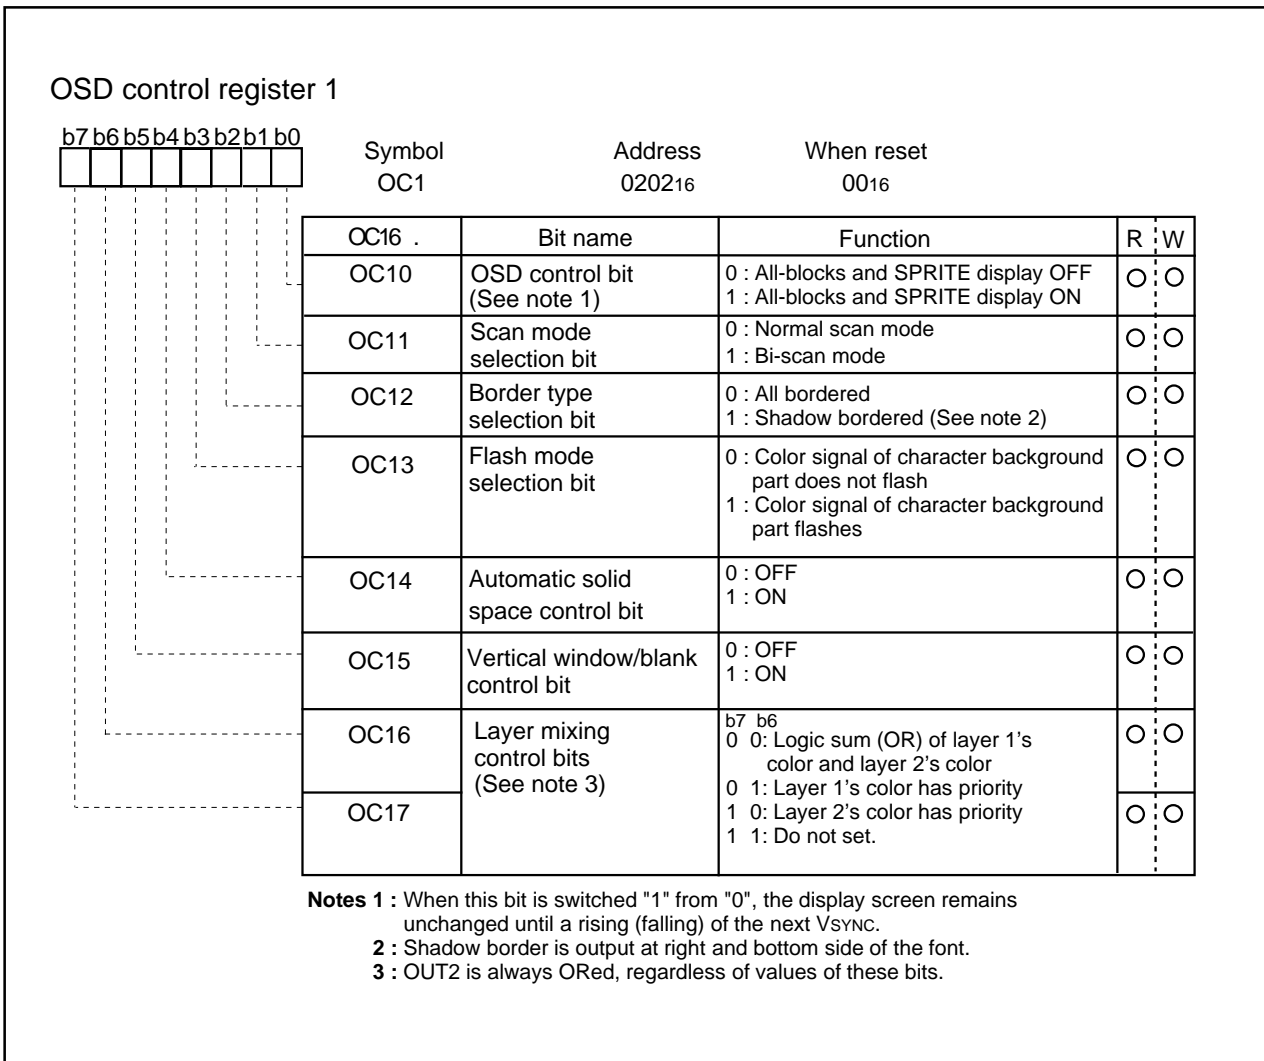 OSD control register 1
b7 b6 b5 b4 b3 b2 b1 b0
Symbol Address When reset
OC1 020216 0016
OC16 . Bit name Function R W
OC10 OSD control bit (See note 1) 0 : All-blocks and SPRITE display OFF
1 : All-blocks and SPRITE display ON
OC11 Scan mode selection bit 0 : Normal scan mode
1 : Bi-scan mode
OC12 Border type selection bit 0 : All bordered
1 : Shadow bordered (See note 2)
OC13 Flash mode selection bit 0 : Color signal of character background
part does not flash
1 : Color signal of character background
part flashes
OC14 Automatic solid space control bit 0 : OFF
1 : ON
OC15 Vertical window/blank control bit 0 : OFF
1 : ON
OC16 Layer mixing control bits (See note 3) b7 b6
0 0: Logic sum (OR) of layer 1’s
color and layer 2’s color
0 1: Layer 1’s color has priority
OC17 1 0: Layer 2’s color has priority
1 1: Do not set.
Notes 1 : When this bit is switched "1" from "0", the display screen remains
unchanged until a rising (falling) of the next VSYNC.
2 : Shadow border is output at right and bottom side of the font.
3 : OUT2 is always ORed, regardless of values of these bits.